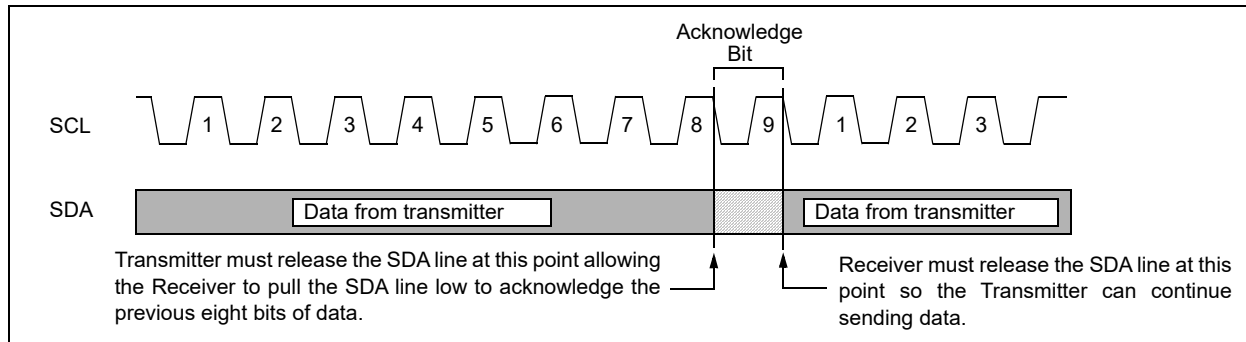 Acknowledge
Bit
SCL
1 2 3 4 5 6 7 8 9 1 2 3
SDA
Data from transmitter Data from transmitter
Transmitter must release the SDA line at this point allowing
the Receiver to pull the SDA line low to acknowledge the
previous eight bits of data.
Receiver must release the SDA line at this
point so the Transmitter can continue
sending data.